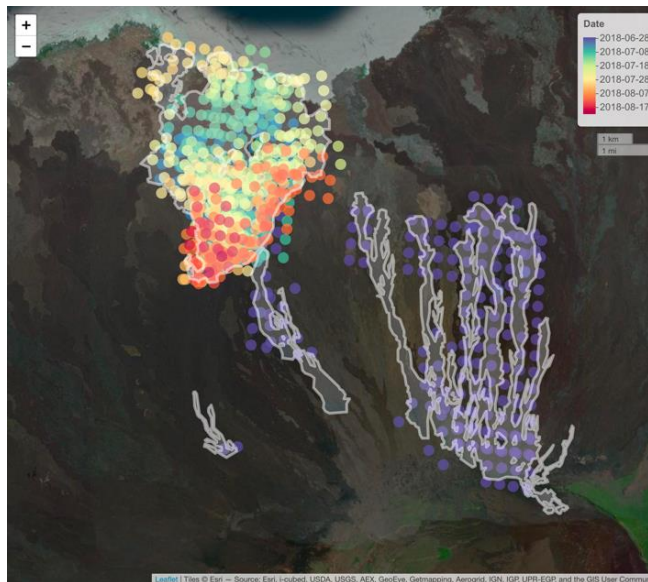 +
−
Date
2018-06-28
2018-07-08
2018-07-18
2018-07-28
2018-08-07
2018-08-17
1 km
1 mi
Leaflet | Tiles © Esri — Source: Esri, i-cubed, USDA, USGS, AEX, GeoEye, Getmapping, Aerogrid, IGN, IGP, UPR-EGP, and the GIS User Commu